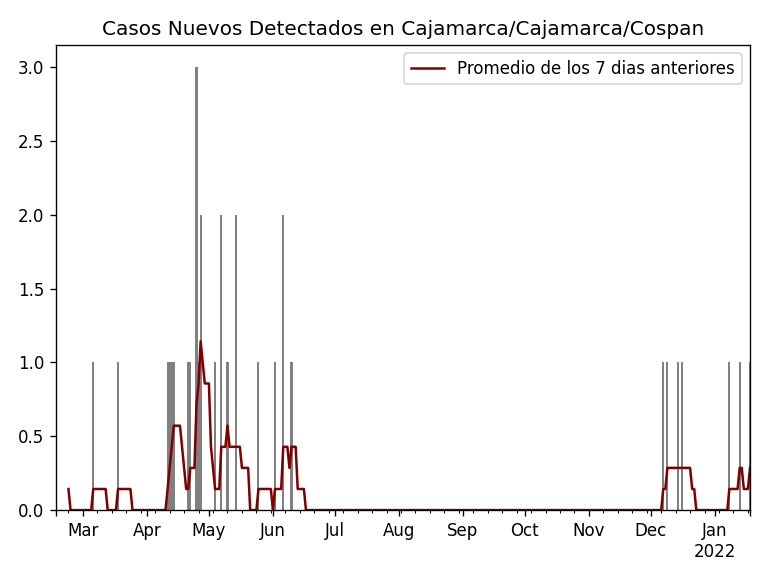 Casos Nuevos Detectados en Cajamarca/Cajamarca/Cospan
Promedio de los 7 dias anteriores
3.0
2.5
2.0
1.5
1.0
0.5
0.0
Mar Apr May Jun Jul Aug Sep Oct Nov Dec Jan
2022